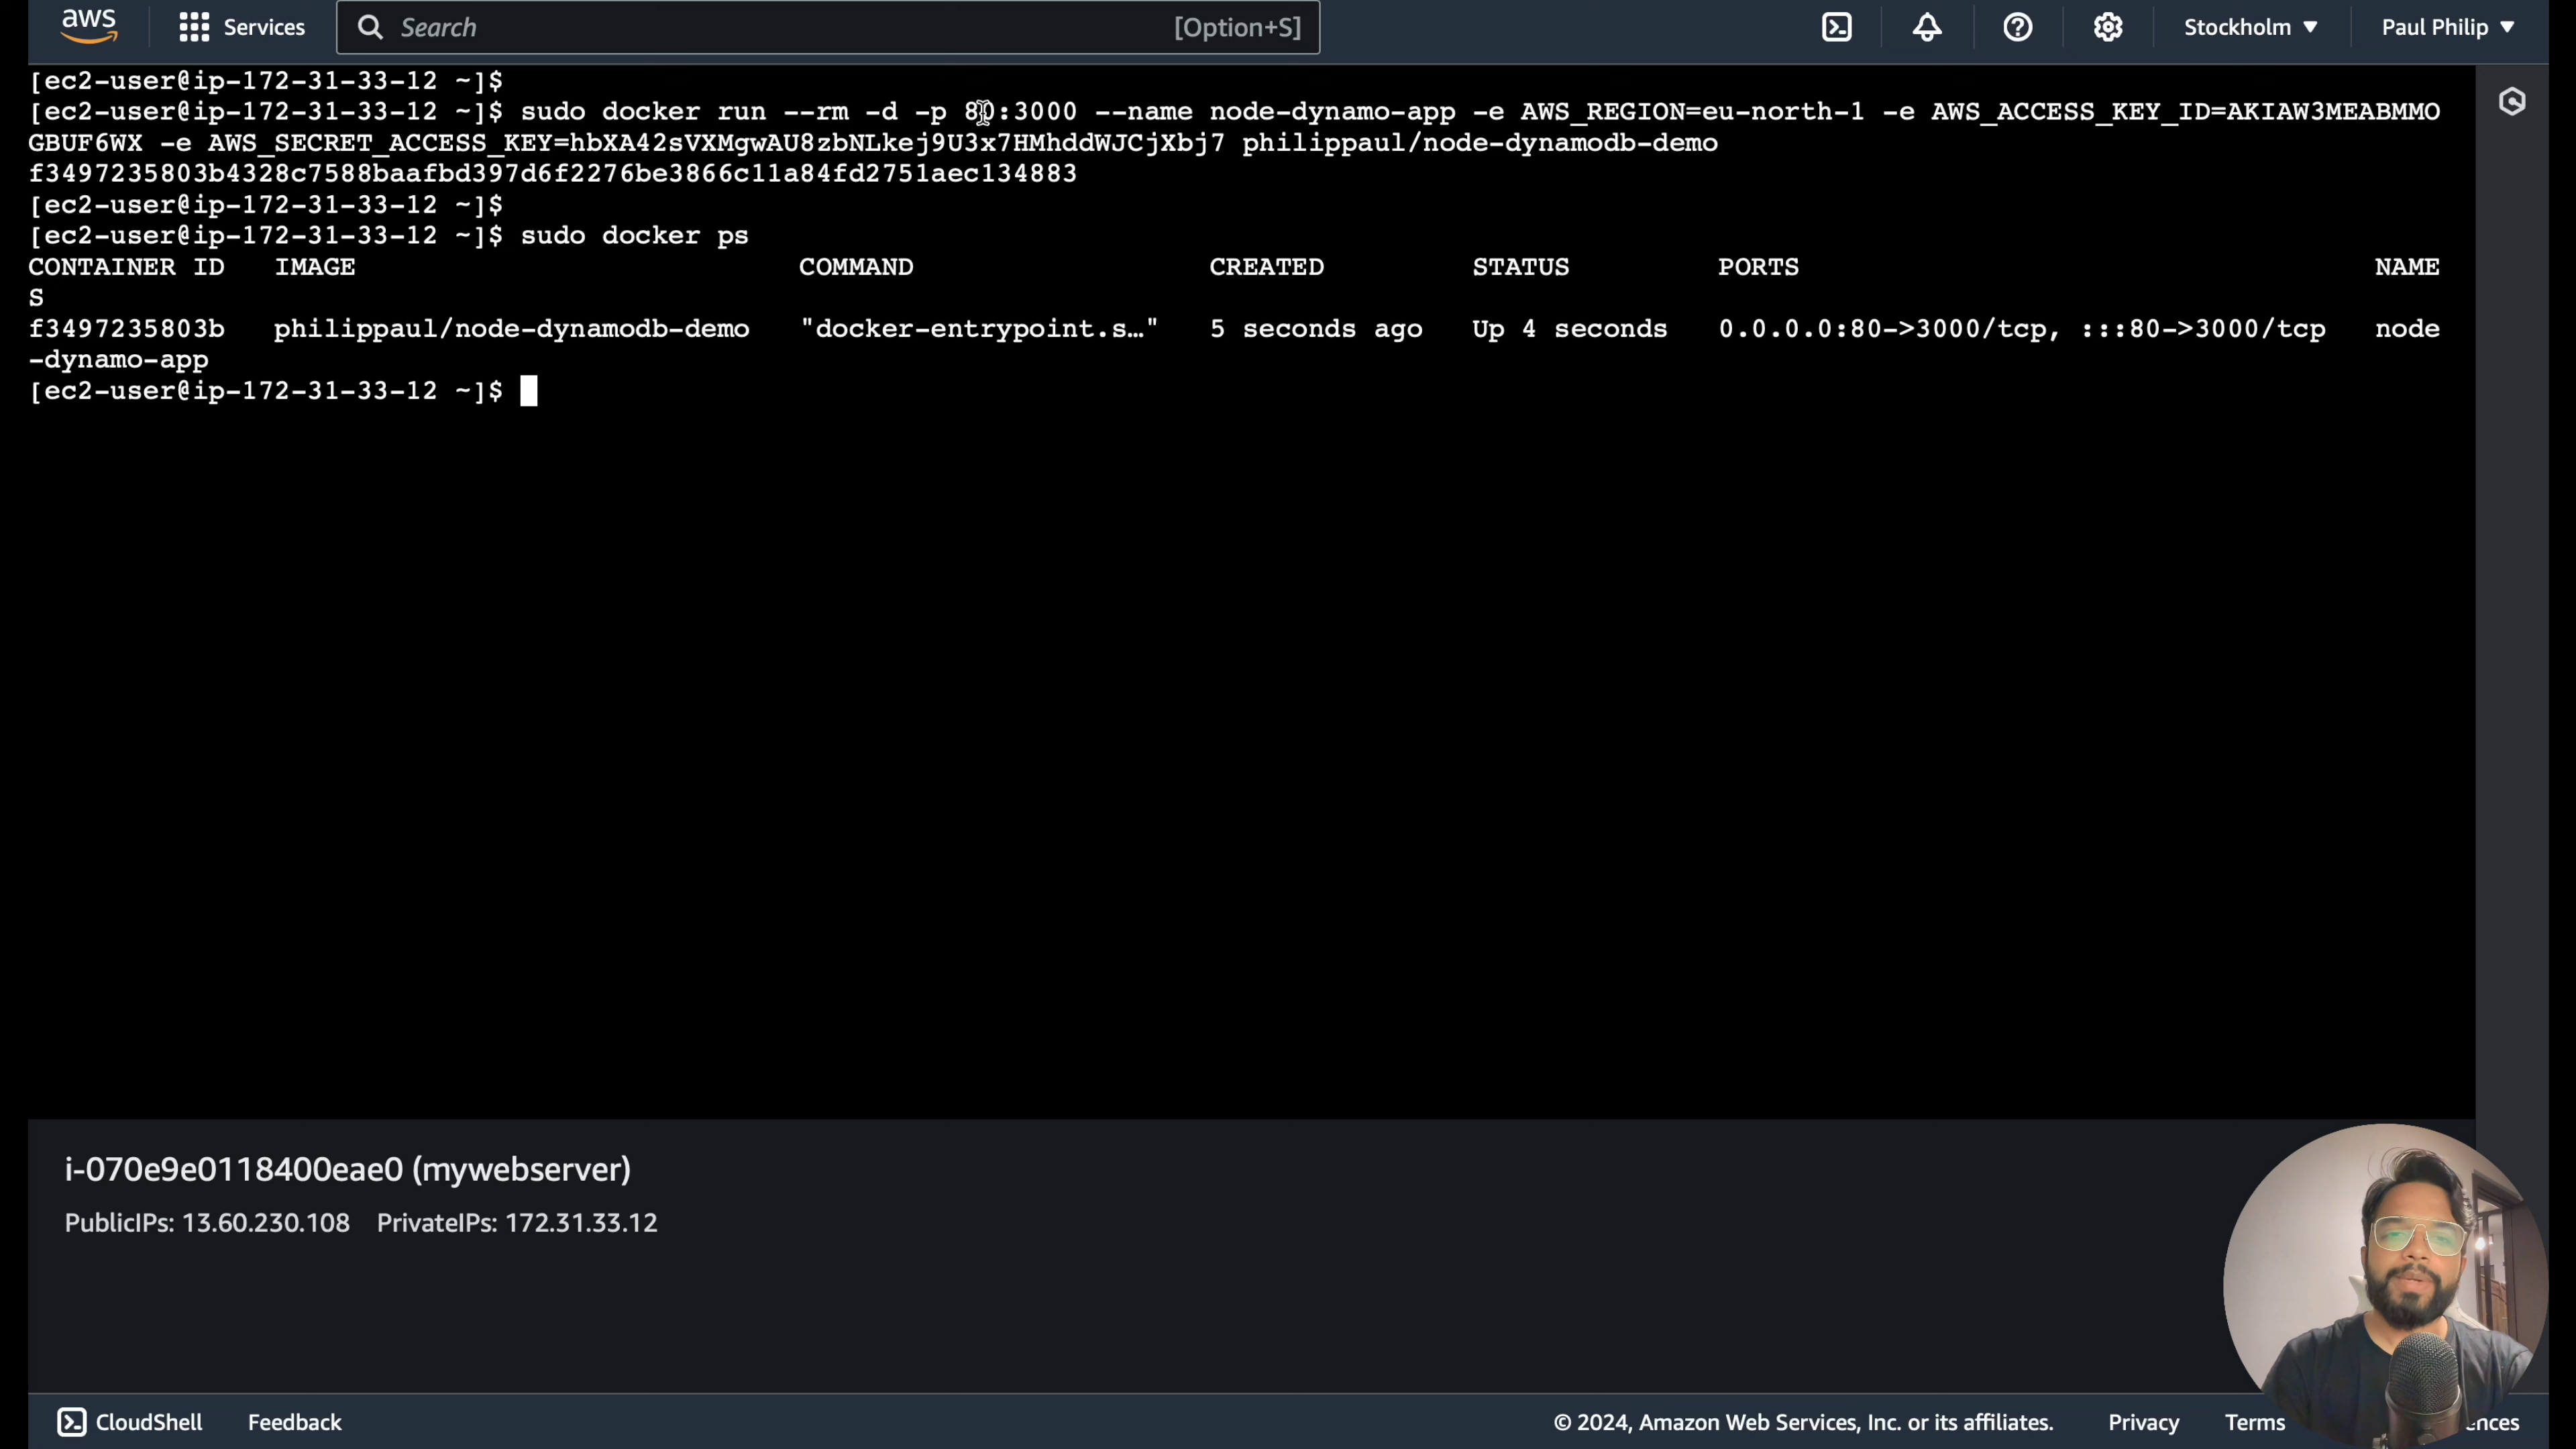 aws Services Search [Option+S] Stockholm Paul Philip
[ec2-user@ip-172-31-33-12 ~]$
[ec2-user@ip-172-31-33-12 ~]$ sudo docker run --rm -d -p 80:3000 --name node-dynamo-app -e AWS_REGION=eu-north-1 -e AWS_ACCESS_KEY_ID=AKIAW3MEABMMO
GBUF6WX -e AWS_SECRET_ACCESS_KEY=hbXA42sVXMgwAU8zbNLkej9U3x7HMhddWJCjXbj7 philippaul/node-dynamodb-demo
f3497235803b4328c7588baafbd397d6f2276be3866c11a84fd2751aec134883
[ec2-user@ip-172-31-33-12 ~]$
[ec2-user@ip-172-31-33-12 ~]$ sudo docker ps
CONTAINER ID IMAGE COMMAND CREATED STATUS PORTS NAME
S
f3497235803b philippaul/node-dynamodb-demo "docker-entrypoint.s…" 5 seconds ago Up 4 seconds 0.0.0.0:80->3000/tcp, :::80->3000/tcp node
-dynamo-app
[ec2-user@ip-172-31-33-12 ~]$
i-070e9e0118400eae0 (mywebserver)
PublicIPs: 13.60.230.108 PrivateIPs: 172.31.33.12
CloudShell Feedback © 2024, Amazon Web Services, Inc. or its affiliates. Privacy Terms